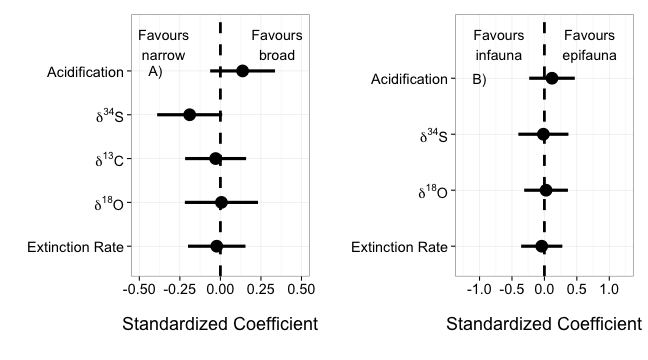 Favours Favours
narrow broad
Acidification A)
δ34S
δ13C
δ18O
Extinction Rate
-0.50 -0.25 0.00 0.25 0.50
Standardized Coefficient
Favours Favours
infauna epifauna
Acidification B)
δ34S
δ18O
Extinction Rate
-1.0 -0.5 0.0 0.5 1.0
Standardized Coefficient